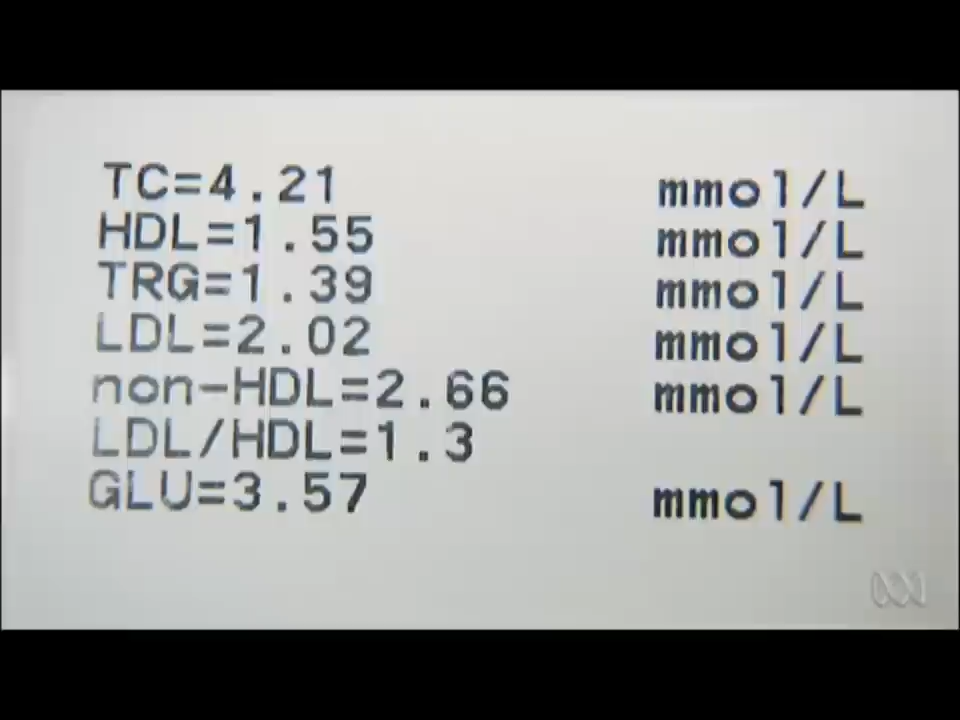 TC=4.21 mmol/L
HDL=1.55 mmol/L
TRG=1.39 mmol/L
LDL=2.02 mmol/L
non-HDL=2.66 mmol/L
LDL/HDL=1.3
GLU=3.57 mmol/L